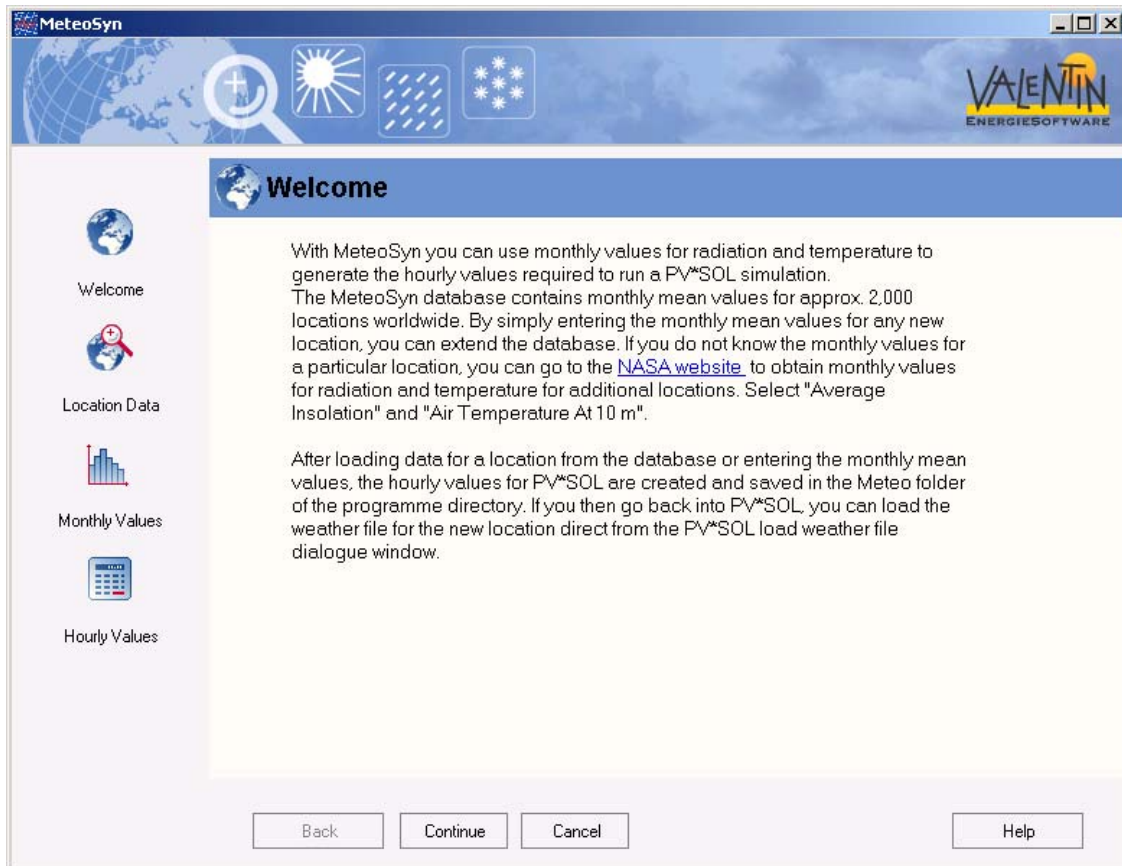 MeteoSyn
VALENTIN
ENERGIESOFTWARE
Welcome
Welcome
Location Data
Monthly Values
Hourly Values
With MeteoSyn you can use monthly values for radiation and temperature to
generate the hourly values required to run a PV*SOL simulation.
The MeteoSyn database contains monthly mean values for approx. 2,000
locations worldwide. By simply entering the monthly mean values for any new
location, you can extend the database. If you do not know the monthly values for
a particular location, you can go to the NASA website to obtain monthly values
for radiation and temperature for additional locations. Select "Average
Insolation" and "Air Temperature At 10 m".
After loading data for a location from the database or entering the monthly mean
values, the hourly values for PV*SOL are created and saved in the Meteo folder
of the programme directory. If you then go back into PV*SOL, you can load the
weather file for the new location direct from the PV*SOL load weather file
dialogue window.
Back
Continue
Cancel
Help